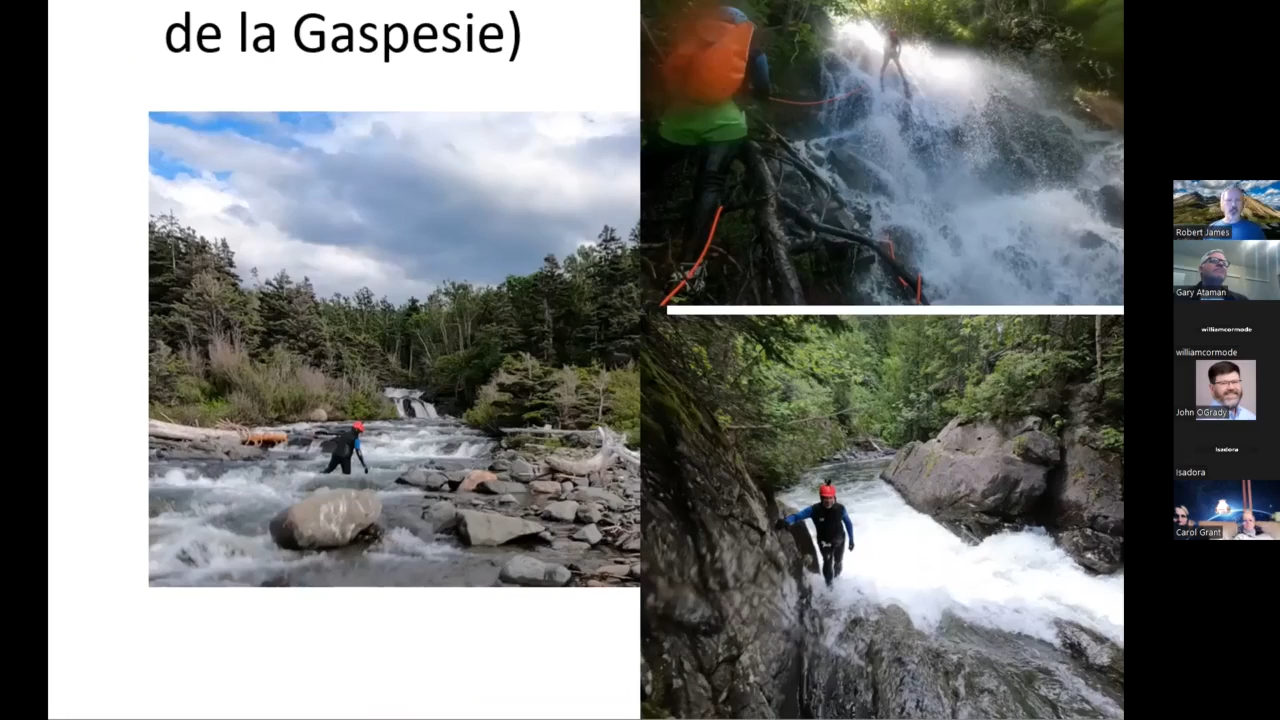 de la Gaspesie)
Robert James
Gary Ataman
williamcormode
williamcormode
John OGrady
Isadora
Isadora
Carol Grant